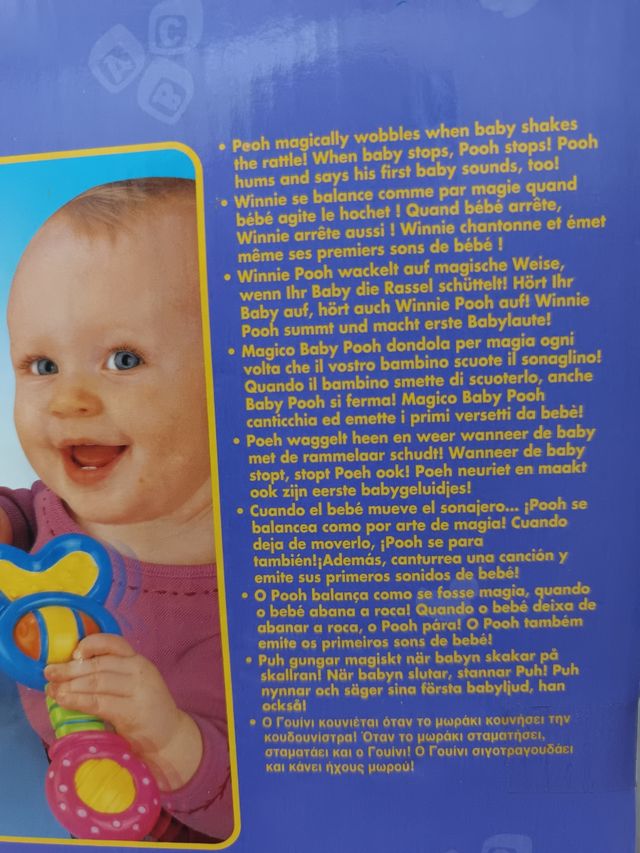 A
C
B
• Pooh magically wobbles when baby shakes
the rattle! When baby stops, Pooh stops! Pooh
hums and says his first baby sounds, too!
• Winnie se balance comme par magie quand
bébé agite le hochet ! Quand bébé arrête,
Winnie arrête aussi ! Winnie chantonne et émet
même ses premiers sons de bébé !
• Winnie Pooh wackelt auf magische Weise,
wenn Ihr Baby die Rassel schüttelt! Hört Ihr
Baby auf, hört auch Winnie Pooh auf! Winnie
Pooh summt und macht erste Babylaute!
• Magico Baby Pooh dondola per magia ogni
volta che il vostro bambino scuote il sonaglino!
Quando il bambino smette di scuoterlo, anche
Baby Pooh si ferma! Magico Baby Pooh
canticchia ed emette i primi versetti da bebè!
• Poeh waggelt heen en weer wanneer de baby
met de rammelaar schudt! Wanneer de baby
stopt, stopt Poeh ook! Poeh neuriet en maakt
ook zijn eerste babygeluidjes!
• Cuando el bebé mueve el sonajero... ¡Pooh se
balancea como por arte de magia! Cuando
deja de moverlo, ¡Pooh se para
también!¡Además, canturrea una canción y
emite sus primeros sonidos de bebé!
• O Pooh balança como se fosse magia, quando
o bebé abana a roca! Quando o bebé deixa de
abanar a roca, o Pooh pára! O Pooh também
emite os primeiros sons de bebé!
• Puh gungar magiskt när babyn skakar på
skallran! När babyn slutar, stannar Puh! Puh
nynnar och säger sina första babyljud, han
också!
• Ο Γουίνι κουνιέται όταν το μωράκι κουνήσει την
κουδουνίστρα! Όταν το μωράκι σταματήσει,
σταματάει και ο Γουίνι! Ο Γουίνι σιγοτραγουδάει
και κάνει ήχους μωρού!